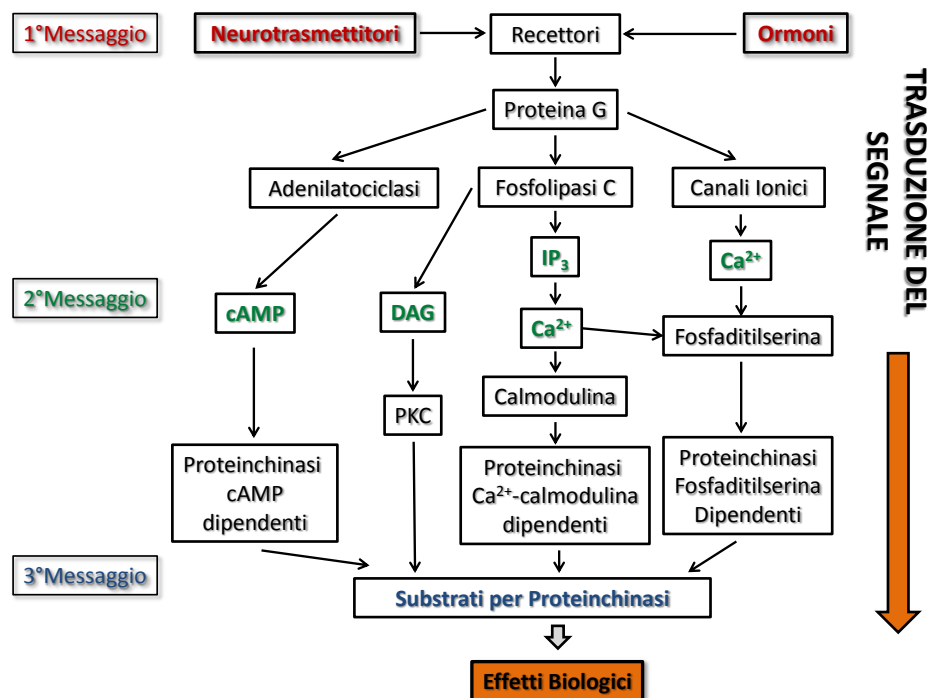 1°Messaggio
Neurotrasmettitori
Recettori
Ormoni
Proteina G
Adenilatociclasi
Fosfolipasi C
Canali Ionici
IP₃
Ca²⁺
2°Messaggio
cAMP
DAG
Ca²⁺
Fosfaditilserina
Calmodulina
PKC
Proteinchinasi
cAMP
dipendenti
Proteinchinasi
Ca²⁺-calmodulina
dipendenti
Proteinchinasi
Fosfaditilserina
Dipendenti
3°Messaggio
Substrati per Proteinchinasi
Effetti Biologici
TRASDUZIONE DEL
SEGNALE